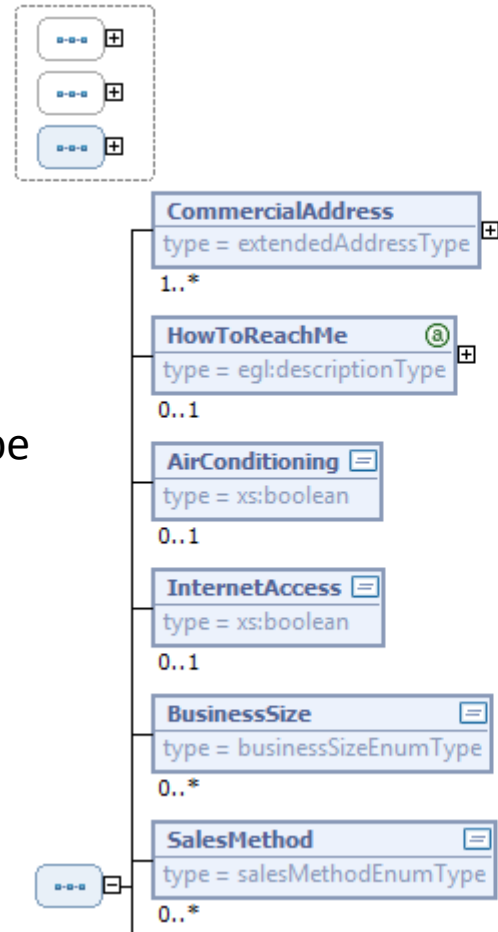 CommercialAddress
type = extendedAddressType
1..*
HowToReachMe a
type = egl:descriptionType
0..1
AirConditioning
type = xs:boolean
0..1
InternetAccess
type = xs:boolean
0..1
BusinessSize
type = businessSizeEnumType
0..*
SalesMethod
type = salesMethodEnumType
0..*